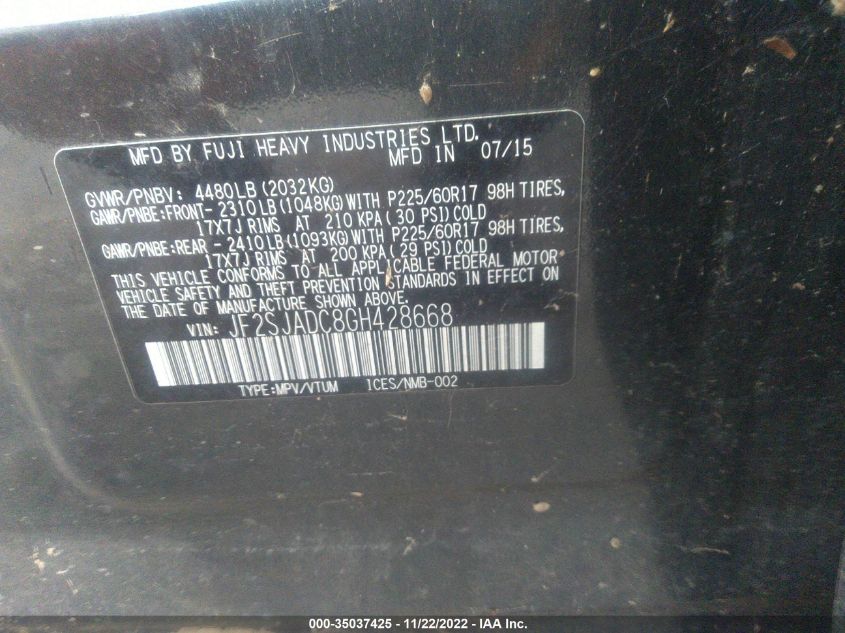 MFD BY FUJI HEAVY INDUSTRIES LTD.
MFD IN 07/15
GVWR/PNBV: 4480LB(2032KG)
GAWR/PNBE:FRONT- 2310LB(1048KG)WITH P225/60R17 98H TIRES,
17X7J RIMS AT 210 KPA(30 PSI)COLD
GAWR/PNBE:REAR - 2410LB(1093KG)WITH P225/60R17 98H TIRES,
17X7J RIMS AT 200 KPA(29 PSI)COLD
THIS VEHICLE CONFORMS TO ALL APPLICABLE FEDERAL MOTOR
VEHICLE SAFETY AND THEFT PREVENTION STANDARDS IN EFFECT ON
THE DATE OF MANUFACTURE SHOWN ABOVE.
VIN: JF2SJADC8GH428668
TYPE:MPV/VTUM ICES/NMB-002
000-35037425 - 11/22/2022 - IAA Inc.